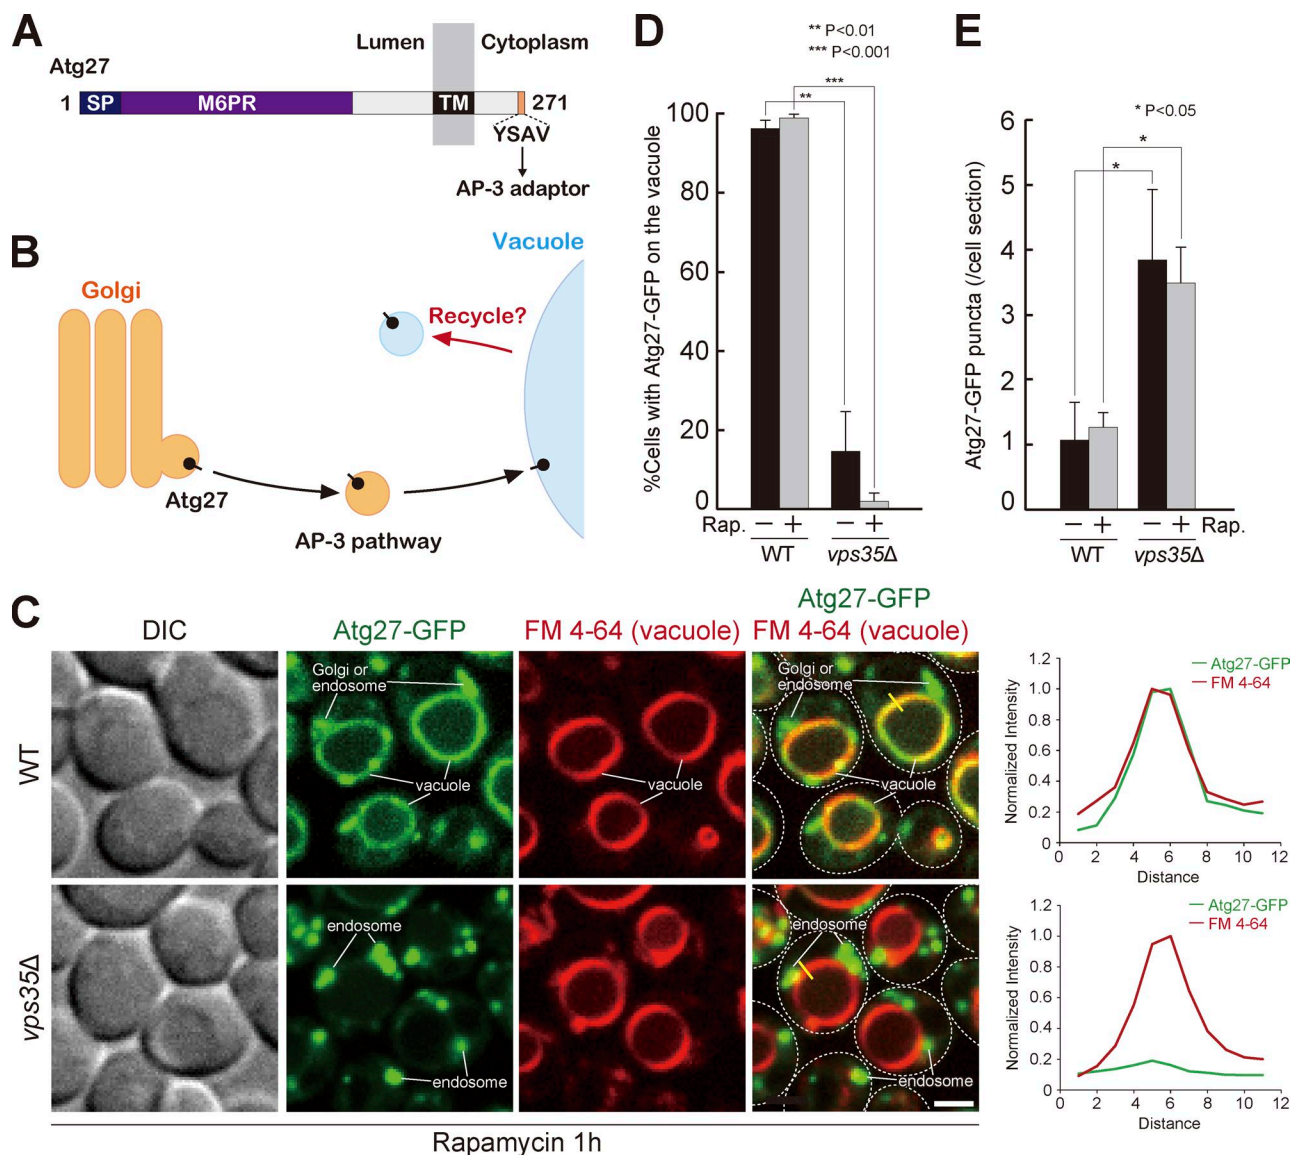 A
Lumen Cytoplasm
Atg27
1 SP M6PR TM 271
YSAV
AP-3 adaptor
B
Vacuole
Golgi
Recycle?
Atg27
AP-3 pathway
D
** P<0.01
*** P<0.001
***
**
%Cells with Atg27-GFP on the vacuole
100
80
60
40
20
0
Rap. − + − +
WT vps35Δ
E
* P<0.05
*
*
Atg27-GFP puncta (/cell section)
6
5
4
3
2
1
0
− + − + Rap.
WT vps35Δ
C
DIC
Atg27-GFP
FM 4-64 (vacuole)
Atg27-GFP
FM 4-64 (vacuole)
WT
Golgi or
endosome
vacuole
vacuole
Golgi or
endosome
vacuole
Atg27-GFP
FM 4-64
Normalized Intensity
1.2
1.0
0.8
0.6
0.4
0.2
0
0 2 4 6 8 10 12
Distance
vps35Δ
endosome
endosome
endosome
endosome
Atg27-GFP
FM 4-64
Normalized Intensity
1.2
1.0
0.8
0.6
0.4
0.2
0
0 2 4 6 8 10 12
Distance
Rapamycin 1h